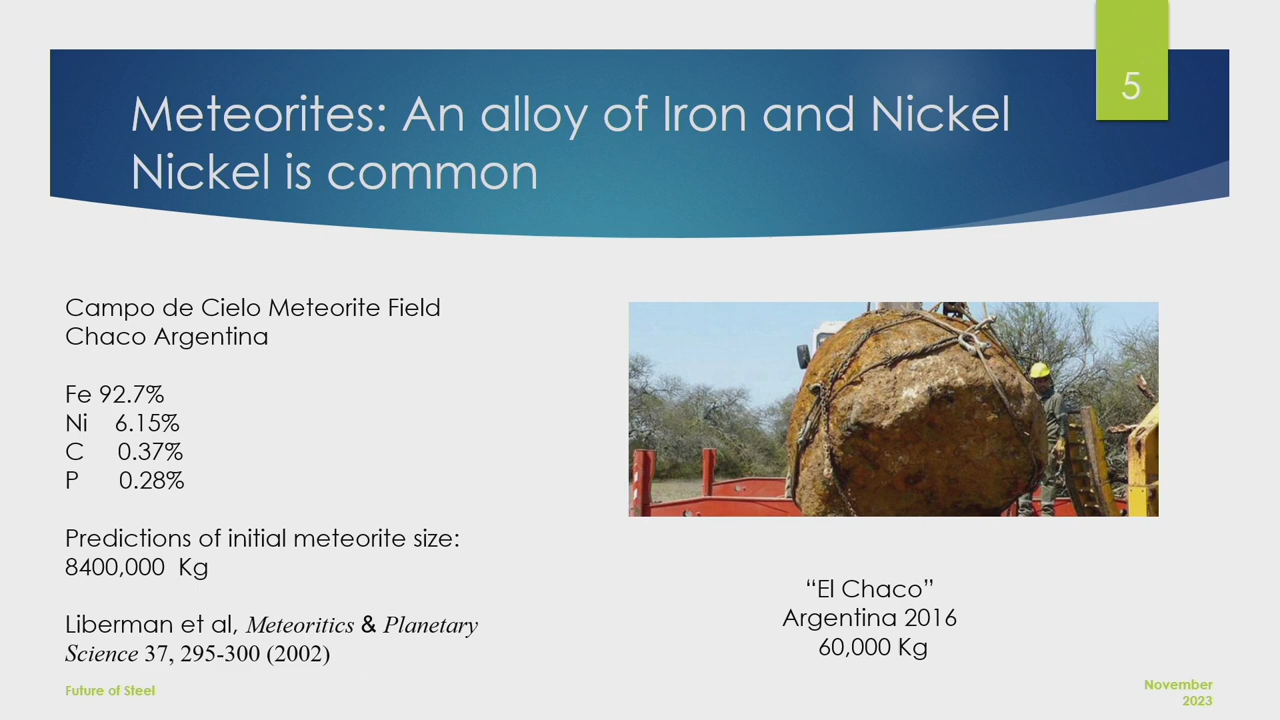 5
Meteorites: An alloy of Iron and Nickel
Nickel is common
Campo de Cielo Meteorite Field
Chaco Argentina
Fe 92.7%
Ni 6.15%
C 0.37%
P 0.28%
Predictions of initial meteorite size:
8400,000 Kg
Liberman et al, Meteoritics & Planetary
Science 37, 295-300 (2002)
“El Chaco”
Argentina 2016
60,000 Kg
Future of Steel
November
2023